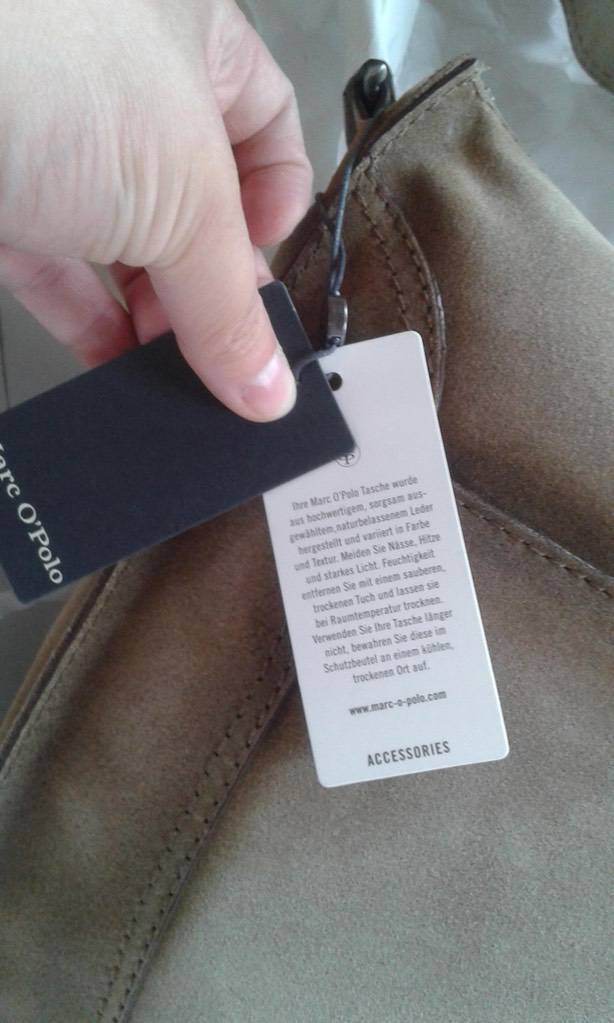 Marc O'Polo
Ihre Marc O'Polo Tasche wurde
aus hochwertigem, sorgsam aus-
gewähltem,naturbelassenem Leder
hergestellt und variiert in Farbe
und Textur. Meiden Sie Nässe, Hitze
und starkes Licht. Feuchtigkeit
entfernen Sie mit einem sauberen,
trockenen Tuch und lassen sie
bei Raumtemperatur trocknen.
Verwenden Sie Ihre Tasche länger
nicht, bewahren Sie diese im
Schutzbeutel an einem kühlen,
trockenen Ort auf.
www.marc-o-polo.com
ACCESSORIES